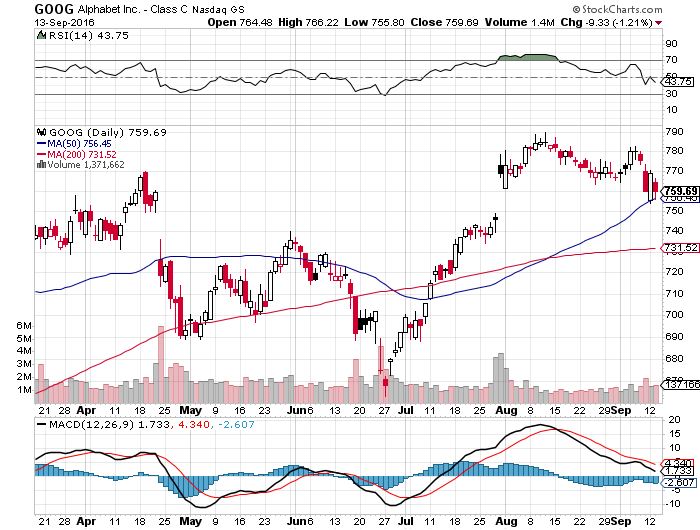 GOOG Alphabet Inc. - Class C Nasdaq GS © StockCharts.com
13-Sep-2016 Open 764.48 High 766.22 Low 755.80 Close 759.69 Volume 1.4M Chg -9.33 (-1.21%)
RSI(14) 43.75
90
70
50
43.75
30
10
GOOG (Daily) 759.69
MA(50) 756.45
MA(200) 731.52
Volume 1,371,662
790
780
770
759.69
750
740
731.52
720
710
700
690
680
6M
5M
4M
3M
2M
1M
21 28 Apr 11 18 25 May 9 16 23 Jun 6 13 20 27 Jul 11 18 25 Aug 8 15 22 29 Sep 12
MACD(12,26,9) 1.733, 4.340, -2.607
20
15
10
4.340
1.733
-2.607
-5
-10
21 28 Apr 11 18 25 May 9 16 23 Jun 6 13 20 27 Jul 11 18 25 Aug 8 15 22 29 Sep 12